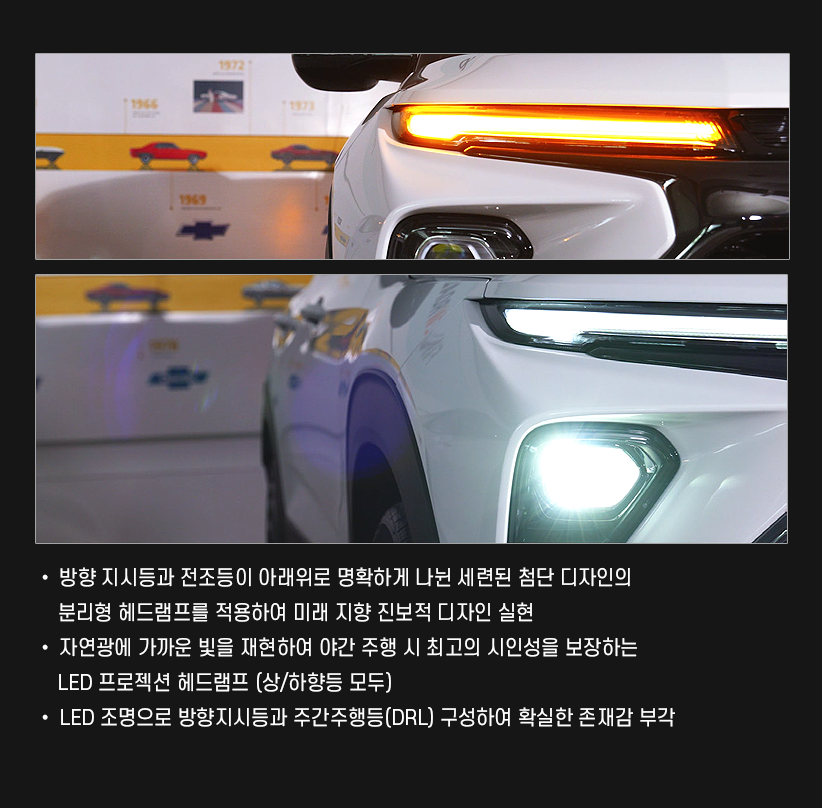 1972
1966
1973
1969
• 방향 지시등과 전조등이 아래위로 명확하게 나뉜 세련된 첨단 디자인의
분리형 헤드램프를 적용하여 미래 지향 진보적 디자인 실현
• 자연광에 가까운 빛을 재현하여 야간 주행 시 최고의 시인성을 보장하는
LED 프로젝션 헤드램프 (상/하향등 모두)
• LED 조명으로 방향지시등과 주간주행등(DRL) 구성하여 확실한 존재감 부각